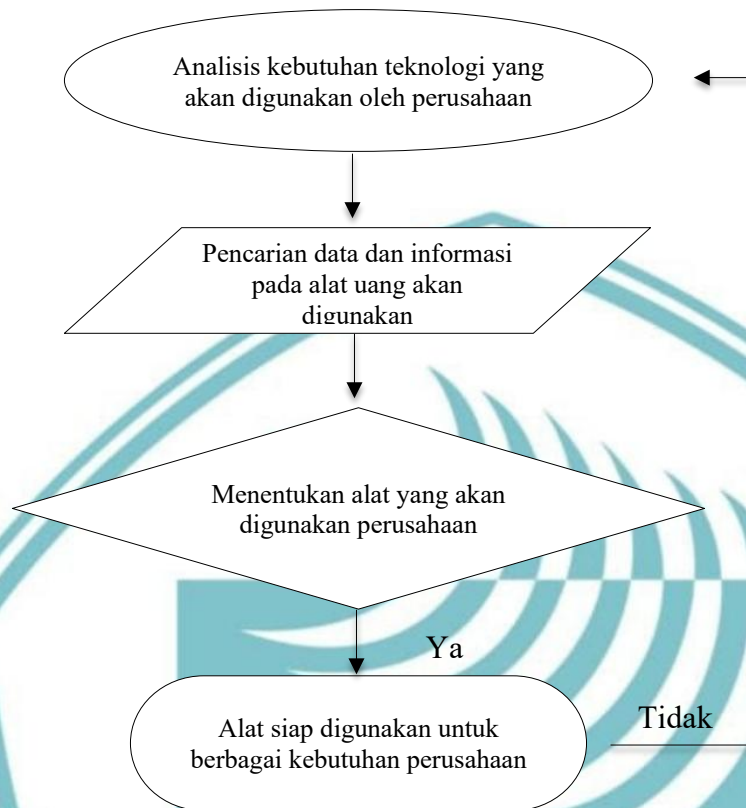 Analisis kebutuhan teknologi yang
akan digunakan oleh perusahaan
Pencarian data dan informasi
pada alat uang akan
digunakan
Menentukan alat yang akan
digunakan perusahaan
Ya
Alat siap digunakan untuk
berbagai kebutuhan perusahaan
Tidak